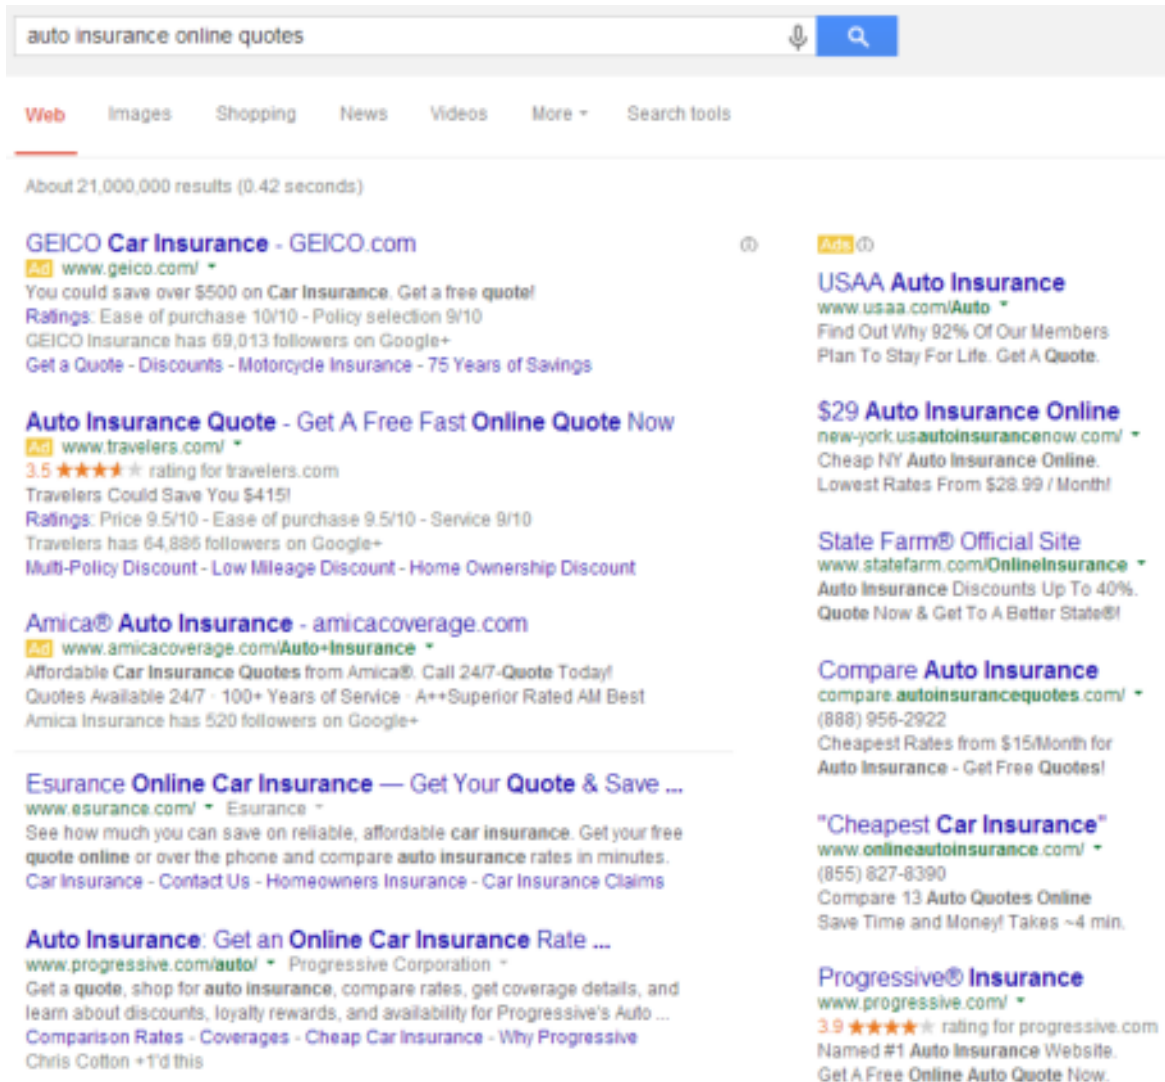 auto insurance online quotes
Web Images Shopping News Videos More Search tools
About 21,000,000 results (0.42 seconds)
GEICO Car Insurance - GEICO.com
Ad www.geico.com/
You could save over $500 on Car Insurance. Get a free quote!
Ratings: Ease of purchase 10/10 - Policy selection 9/10
GEICO Insurance has 69,013 followers on Google+
Get a Quote - Discounts - Motorcycle Insurance - 75 Years of Savings
Auto Insurance Quote - Get A Free Fast Online Quote Now
Ad www.travelers.com/
3.5 ★★★★★ rating for travelers.com
Travelers Could Save You $415!
Ratings: Price 9.5/10 - Ease of purchase 9.5/10 - Service 9/10
Travelers has 64,886 followers on Google+
Multi-Policy Discount - Low Mileage Discount - Home Ownership Discount
Amica® Auto Insurance - amicacoverage.com
Ad www.amicacoverage.com/Auto+Insurance
Affordable Car Insurance Quotes from Amica®. Call 24/7-Quote Today!
Quotes Available 24/7 · 100+ Years of Service · A++Superior Rated AM Best
Amica Insurance has 520 followers on Google+
Esurance Online Car Insurance — Get Your Quote & Save ...
www.esurance.com/ Esurance
See how much you can save on reliable, affordable car insurance. Get your free
quote online or over the phone and compare auto insurance rates in minutes.
Car Insurance - Contact Us - Homeowners Insurance - Car Insurance Claims
Auto Insurance: Get an Online Car Insurance Rate ...
www.progressive.com/auto/ Progressive Corporation
Get a quote, shop for auto insurance, compare rates, get coverage details, and
learn about discounts, loyalty rewards, and availability for Progressive's Auto ...
Comparison Rates - Coverages - Cheap Car Insurance - Why Progressive
Chris Cotton +1'd this
Ads
USAA Auto Insurance
www.usaa.com/Auto
Find Out Why 92% Of Our Members
Plan To Stay For Life. Get A Quote.
$29 Auto Insurance Online
new-york.usautoinsurancenow.com/
Cheap NY Auto Insurance Online.
Lowest Rates From $28.99 / Month!
State Farm® Official Site
www.statefarm.com/OnlineInsurance
Auto Insurance Discounts Up To 40%.
Quote Now & Get To A Better State®!
Compare Auto Insurance
compare.autoinsurancequotes.com/
(888) 956-2922
Cheapest Rates from $15/Month for
Auto Insurance - Get Free Quotes!
"Cheapest Car Insurance"
www.onlineautoinsurance.com/
(855) 827-8390
Compare 13 Auto Quotes Online
Save Time and Money! Takes ~4 min.
Progressive® Insurance
www.progressive.com/
3.9 ★★★★★ rating for progressive.com
Named #1 Auto Insurance Website.
Get A Free Online Auto Quote Now.